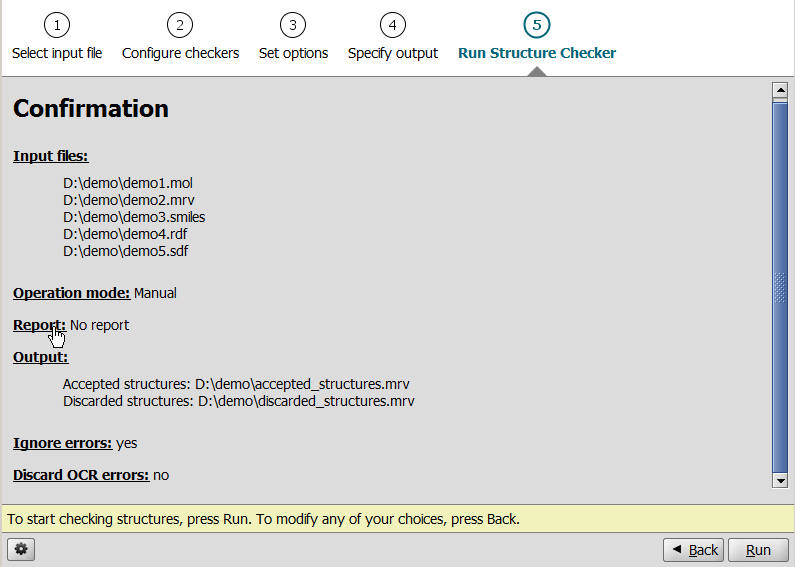 1 2 3 4 5
Select input file Configure checkers Set options Specify output Run Structure Checker
Confirmation
Input files:
D:\demo\demo1.mol
D:\demo\demo2.mrv
D:\demo\demo3.smiles
D:\demo\demo4.rdf
D:\demo\demo5.sdf
Operation mode: Manual
Report: No report
Output:
Accepted structures: D:\demo\accepted_structures.mrv
Discarded structures: D:\demo\discarded_structures.mrv
Ignore errors: yes
Discard OCR errors: no
To start checking structures, press Run. To modify any of your choices, press Back.
Back Run